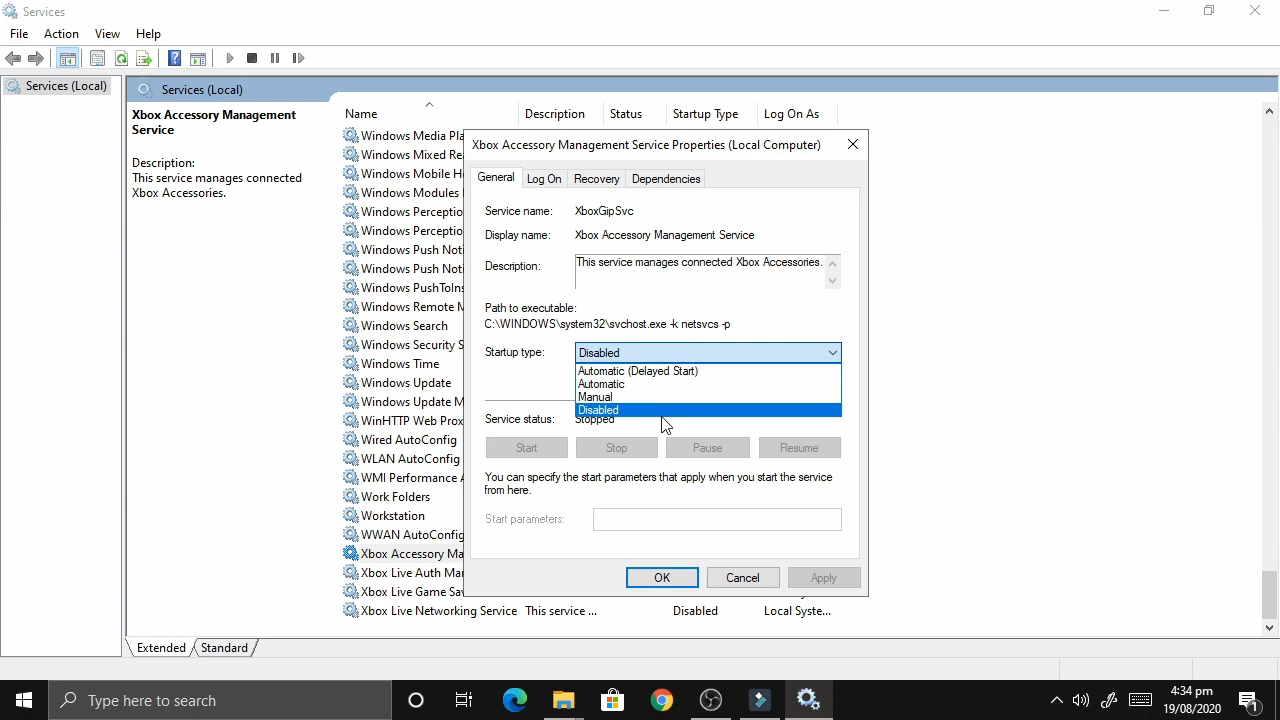 Services
File Action View Help
Services (Local)
Services (Local)
Xbox Accessory Management
Service
Description:
This service manages connected
Xbox Accessories.
Name Description Status Startup Type Log On As
Windows Media Pla
Windows Mixed Re
Windows Mobile H
Windows Modules
Windows Perceptio
Windows Perceptio
Windows Push Noti
Windows Push Noti
Windows PushToIns
Windows Remote M
Windows Search
Windows Security S
Windows Time
Windows Update
Windows Update M
WinHTTP Web Prox
Wired AutoConfig
WLAN AutoConfig
WMI Performance A
Work Folders
Workstation
WWAN AutoConfig
Xbox Accessory Ma
Xbox Live Auth Man
Xbox Live Game Sav
Xbox Live Networking Service This service ... Disabled Local Syste...
Xbox Accessory Management Service Properties (Local Computer)
General Log On Recovery Dependencies
Service name: XboxGipSvc
Display name: Xbox Accessory Management Service
Description: This service manages connected Xbox Accessories.
Path to executable:
C:\WINDOWS\system32\svchost.exe -k netsvcs -p
Startup type: Disabled
Automatic (Delayed Start)
Automatic
Manual
Disabled
Service status: Stopped
Start Stop Pause Resume
You can specify the start parameters that apply when you start the service
from here.
Start parameters:
OK Cancel Apply
Extended Standard
Type here to search
4:34 pm
19/08/2020
1